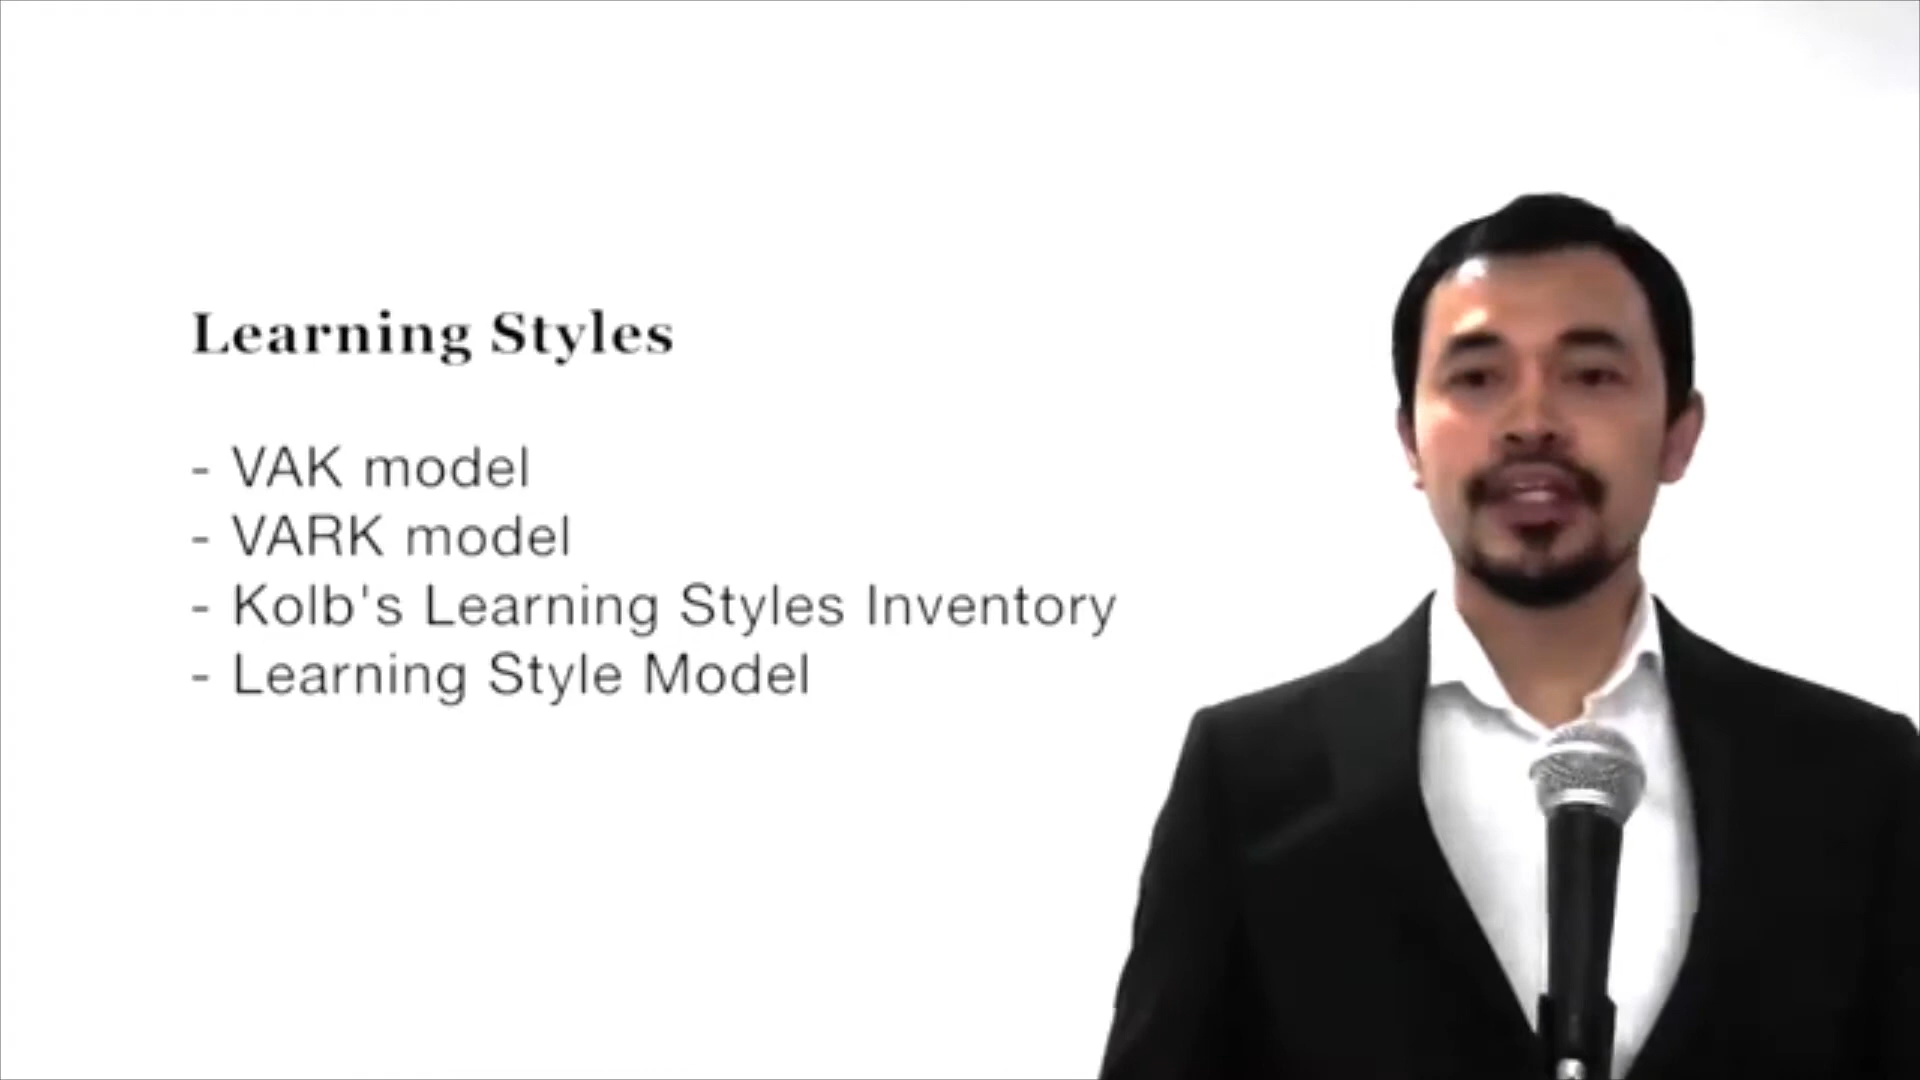 Learning Styles
- VAK model
- VARK model
- Kolb's Learning Styles Inventory
- Learning Style Model